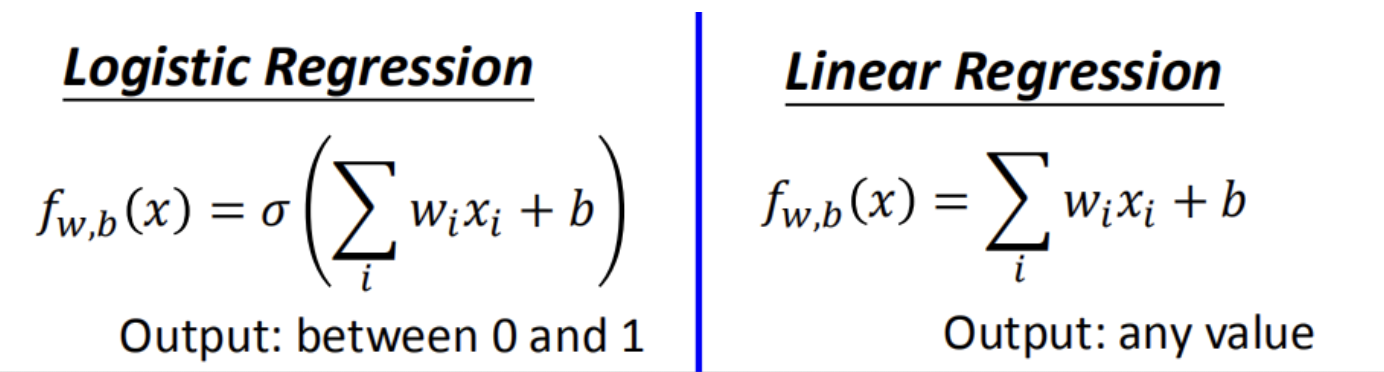 Logistic Regression
f_{w,b}(x) = σ(∑_i w_i x_i + b)
Output: between 0 and 1
Linear Regression
f_{w,b}(x) = ∑_i w_i x_i + b
Output: any value